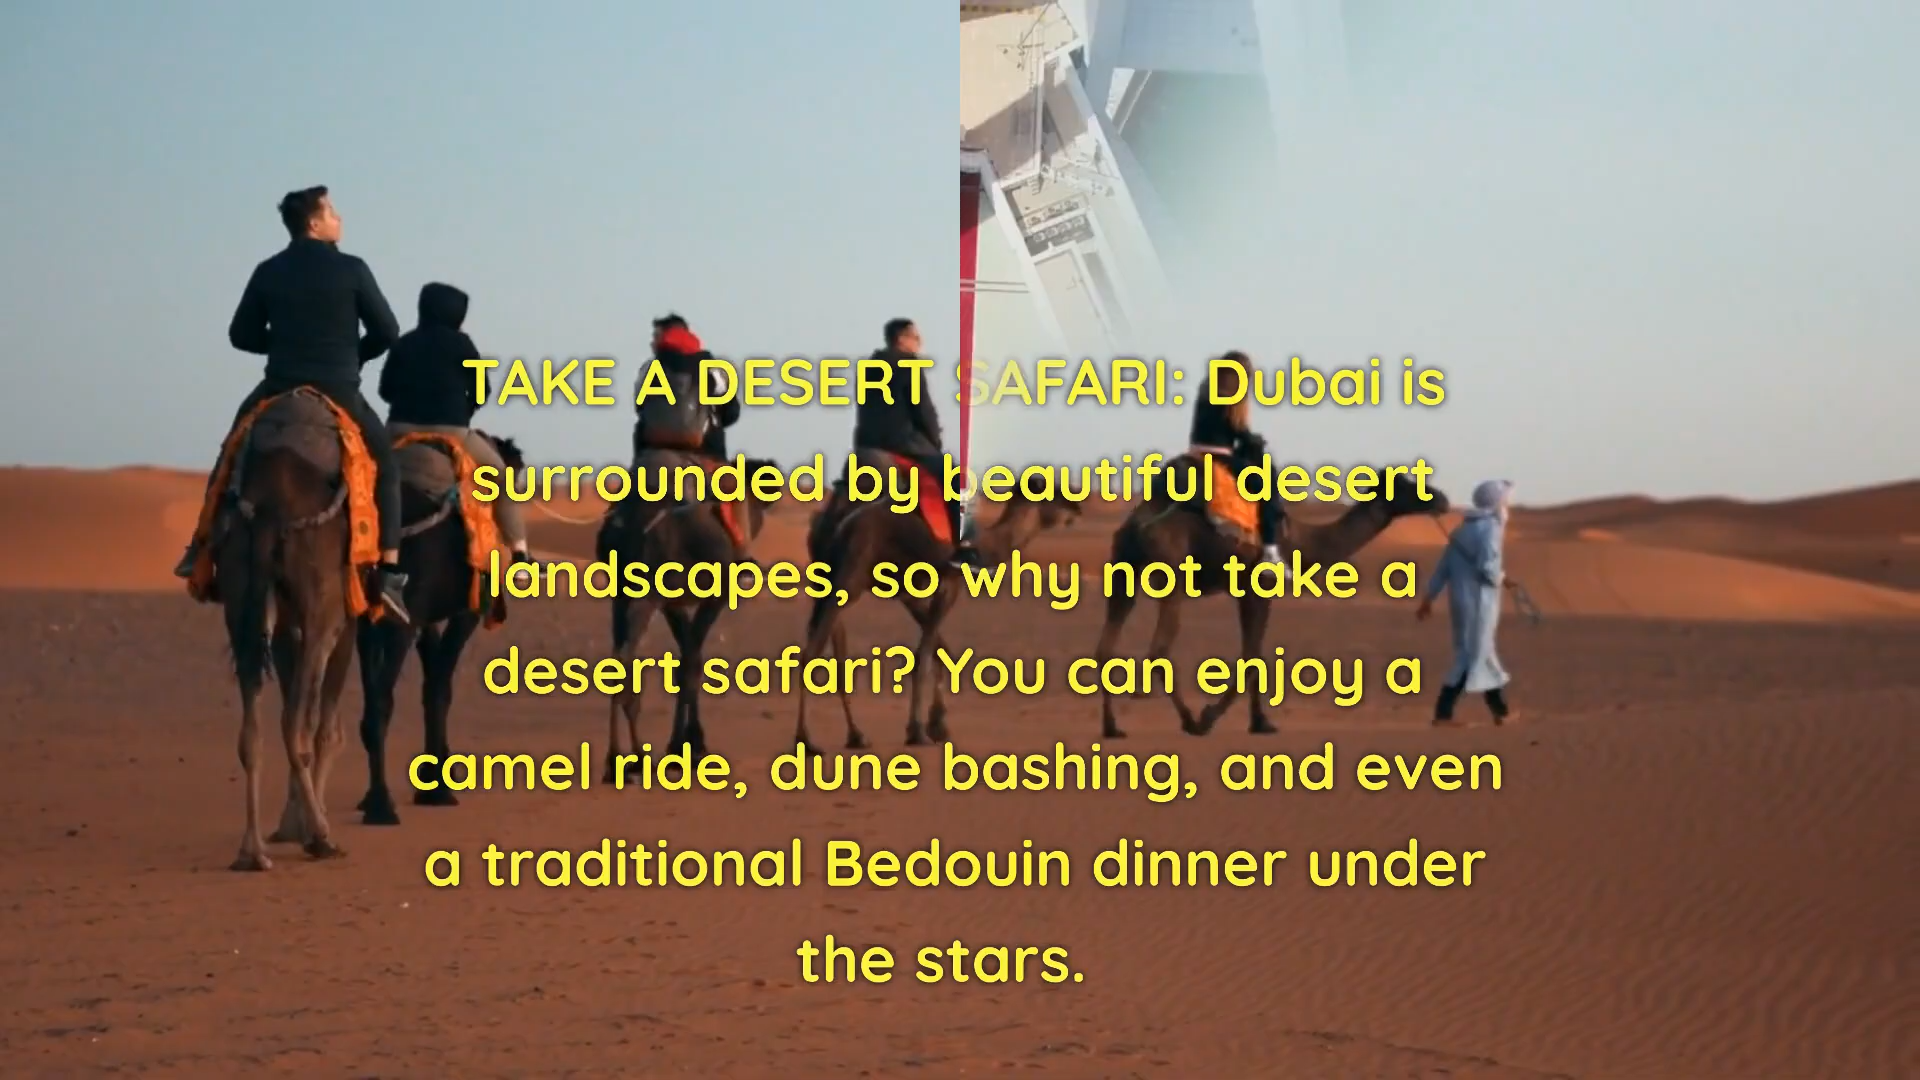 TAKE A DESERT SAFARI: Dubai is
surrounded by beautiful desert
landscapes, so why not take a
desert safari? You can enjoy a
camel ride, dune bashing, and even
a traditional Bedouin dinner under
the stars.